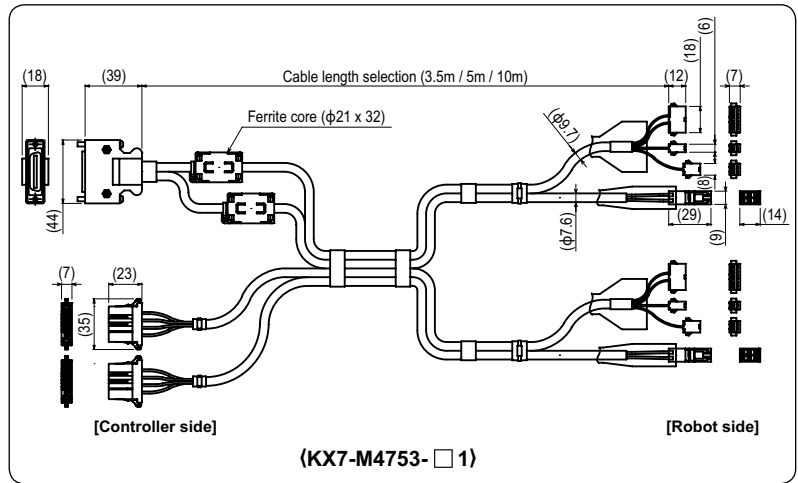 (6)
(18)
(18)
(39)
Cable length selection (3.5m / 5m / 10m)
(12)
(7)
Ferrite core (ϕ21 x 32)
(ϕ9.7)
(44)
(8)
(29)
(14)
(9)
(ϕ7.6)
(7)
(23)
(35)
[Controller side]
[Robot side]
⟨KX7-M4753- □ 1⟩